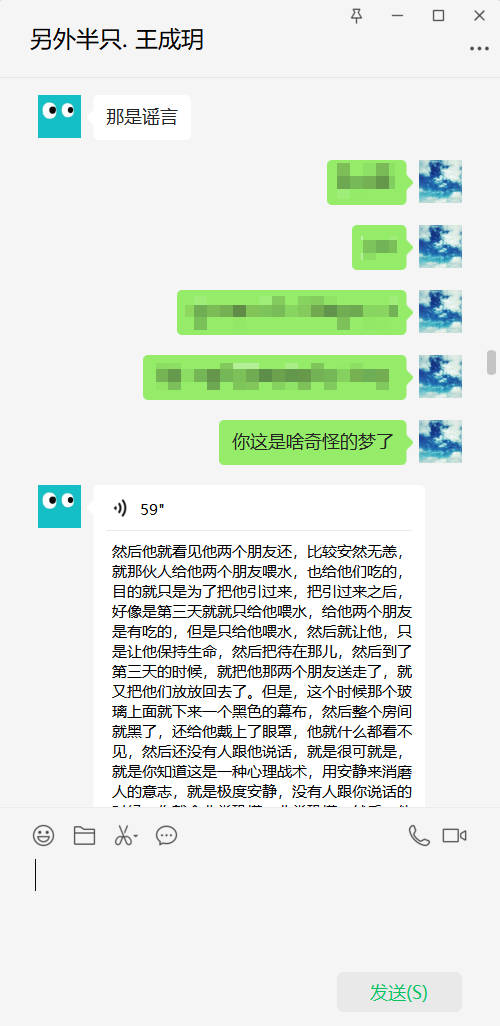 另外半只. 王成玥
那是谣言
你这是啥奇怪的梦了
59"
然后他就看见他两个朋友还，比较安然无恙，
就那伙人给他两个朋友喂水，也给他们吃的，
目的就只是为了把他引过来，把引过来之后，
好像是第三天就就只给他喂水，给他两个朋友
是有吃的，但是只给他喂水，然后就让他，只
是让他保持生命，然后把待在那儿，然后到了
第三天的时候，就把他那两个朋友送走了，就
又把他们放放回去了。但是，这个时候那个玻
璃上面就下来一个黑色的幕布，然后整个房间
就黑了，还给他戴上了眼罩，他就什么都看不
见，然后还没有人跟他说话，就是很可就是，
就是你知道这是一种心理战术，用安静来消磨
人的意志，就是极度安静，没有人跟你说话的
发送(S)